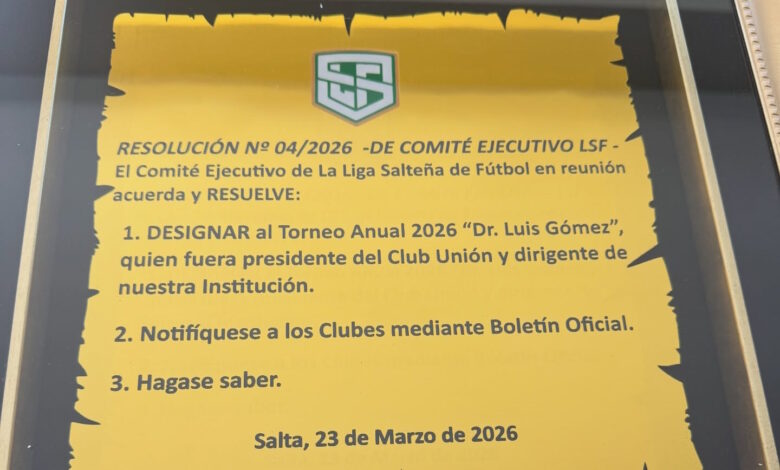 LSF
RESOLUCIÓN Nº 04/2026 -DE COMITÉ EJECUTIVO LSF -
El Comité Ejecutivo de La Liga Salteña de Fútbol en reunión
acuerda y RESUELVE:
1. DESIGNAR al Torneo Anual 2026 “Dr. Luis Gómez”,
quien fuera presidente del Club Unión y dirigente de
nuestra Institución.
2. Notifíquese a los Clubes mediante Boletín Oficial.
3. Hagase saber.
Salta, 23 de Marzo de 2026